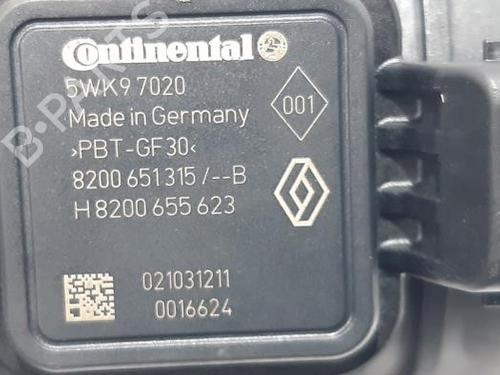 Continental
5WK9 7020
Made in Germany
001
›PBT-GF30‹
8200 651 315 /--B
H 8200 655 623
021031211
0016624
B-PARTS